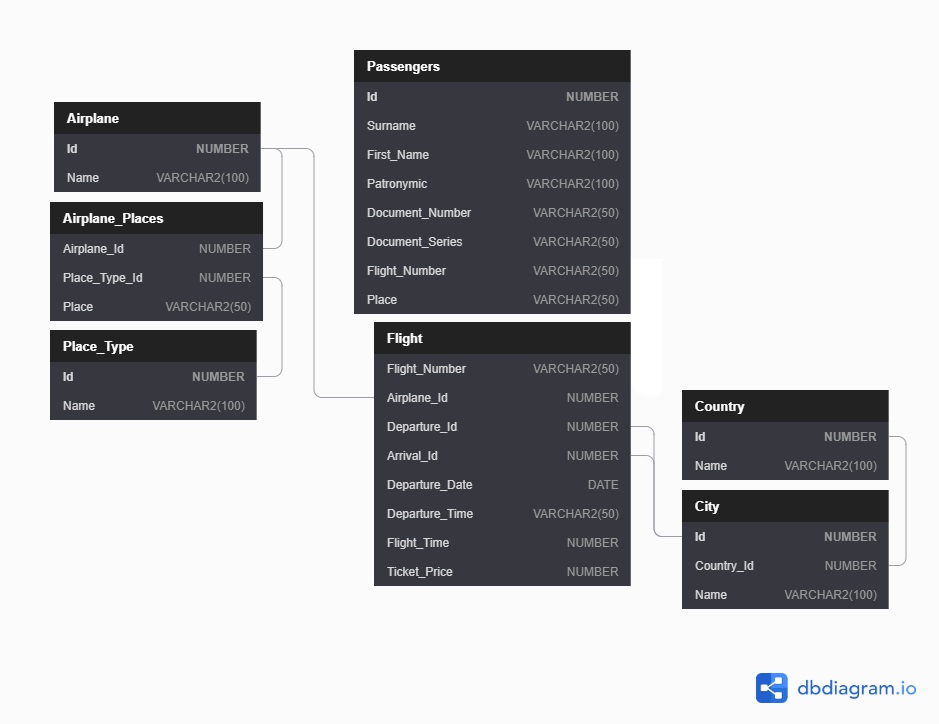 Passengers
Id NUMBER
Surname VARCHAR2(100)
First_Name VARCHAR2(100)
Patronymic VARCHAR2(100)
Document_Number VARCHAR2(50)
Document_Series VARCHAR2(50)
Flight_Number VARCHAR2(50)
Place VARCHAR2(50)
Airplane
Id NUMBER
Name VARCHAR2(100)
Airplane_Places
Airplane_Id NUMBER
Place_Type_Id NUMBER
Place VARCHAR2(50)
Place_Type
Id NUMBER
Name VARCHAR2(100)
Flight
Flight_Number VARCHAR2(50)
Airplane_Id NUMBER
Departure_Id NUMBER
Arrival_Id NUMBER
Departure_Date DATE
Departure_Time VARCHAR2(50)
Flight_Time NUMBER
Ticket_Price NUMBER
Country
Id NUMBER
Name VARCHAR2(100)
City
Id NUMBER
Country_Id NUMBER
Name VARCHAR2(100)
dbdiagram.io